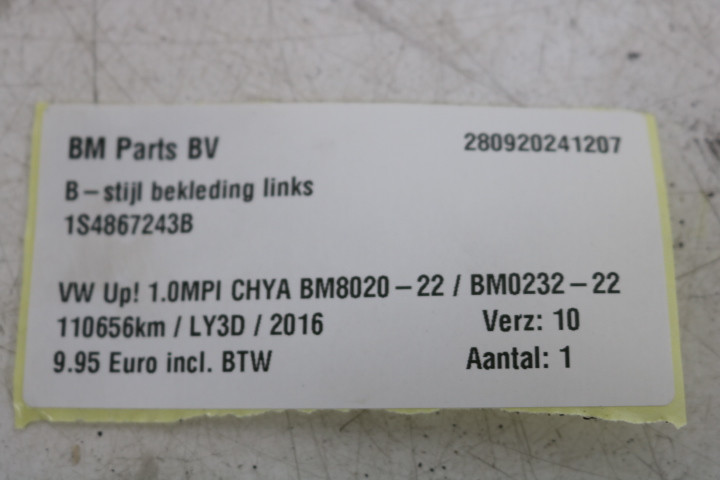 BM Parts BV 280920241207
B-stijl bekleding links
1S4867243B
VW Up! 1.0MPI CHYA BM8020-22 / BM0232-22
110656km / LY3D / 2016 Verz: 10
9.95 Euro incl. BTW Aantal: 1